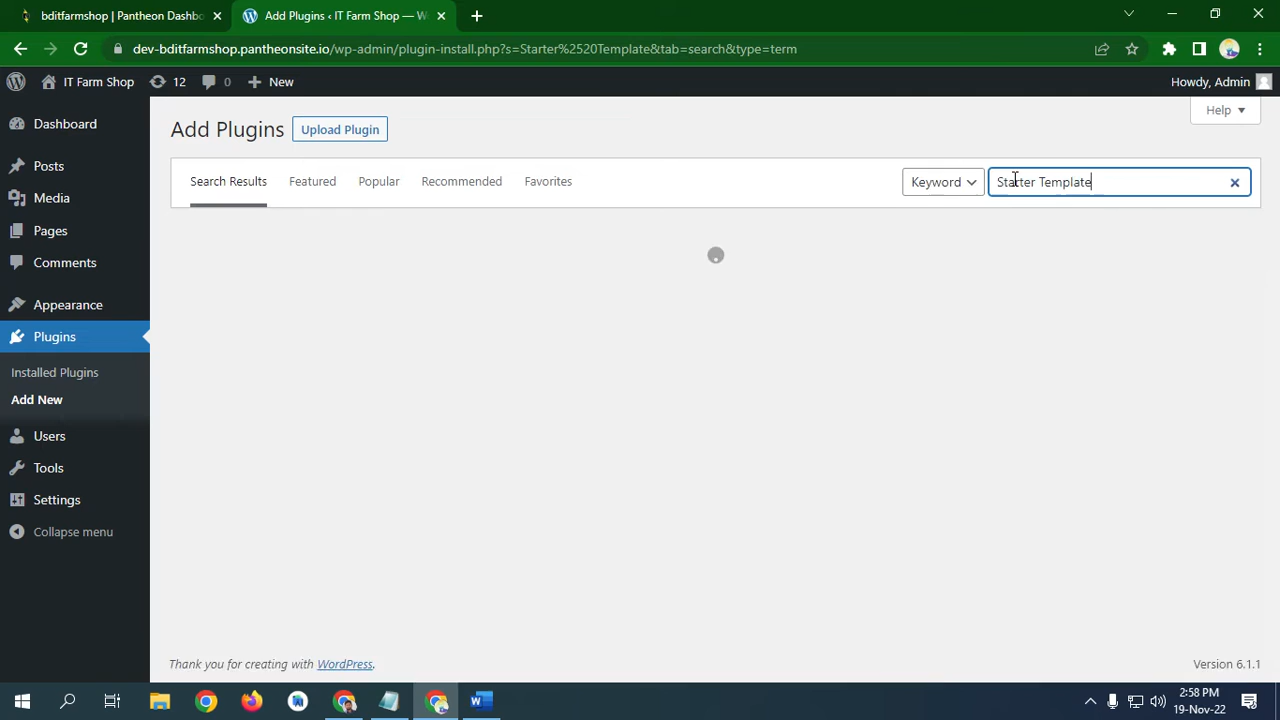 bditfarmshop | Pantheon Dashbo
Add Plugins ‹ IT Farm Shop — W
dev-bditfarmshop.pantheonsite.io/wp-admin/plugin-install.php?s=Starter%2520Template&tab=search&type=term
IT Farm Shop
12
0
New
Howdy, Admin
Dashboard
Posts
Media
Pages
Comments
Appearance
Plugins
Installed Plugins
Add New
Users
Tools
Settings
Collapse menu
Help
Add Plugins
Upload Plugin
Search Results
Featured
Popular
Recommended
Favorites
Keyword
Starter Template
Thank you for creating with WordPress.
Version 6.1.1
2:58 PM
19-Nov-22